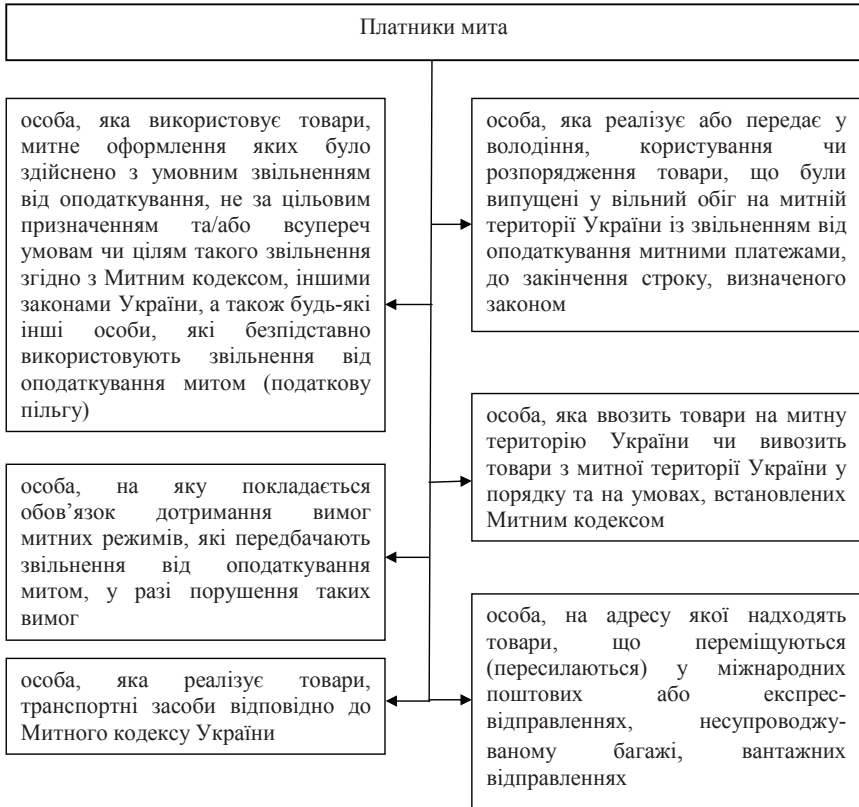 Платники мита
особа, яка використовує товари,
митне оформлення яких було
здійснено з умовним звільненням
від оподаткування, не за цільовим
призначенням та/або всупереч
умовам чи цілям такого звільнення
згідно з Митним кодексом, іншими
законами України, а також будь-які
інші особи, які безпідставно
використовують звільнення від
оподаткування митом (податкову
пільгу)
особа, на яку покладається
обов’язок дотримання вимог
митних режимів, які передбачають
звільнення від оподаткування
митом, у разі порушення таких
вимог
особа, яка реалізує товари,
транспортні засоби відповідно до
Митного кодексу України
особа, яка реалізує або передає у
володіння, користування чи
розпорядження товари, що були
випущені у вільний обіг на митній
території України із звільненням від
оподаткування митними платежами,
до закінчення строку, визначеного
законом
особа, яка ввозить товари на митну
територію України чи вивозить
товари з митної території України у
порядку та на умовах, встановлених
Митним кодексом
особа, на адресу якої надходять
товари, що переміщуються
(пересилаються) у міжнародних
поштових або експрес-
відправленнях, несупроводжу-
ваному багажі, вантажних
відправленнях